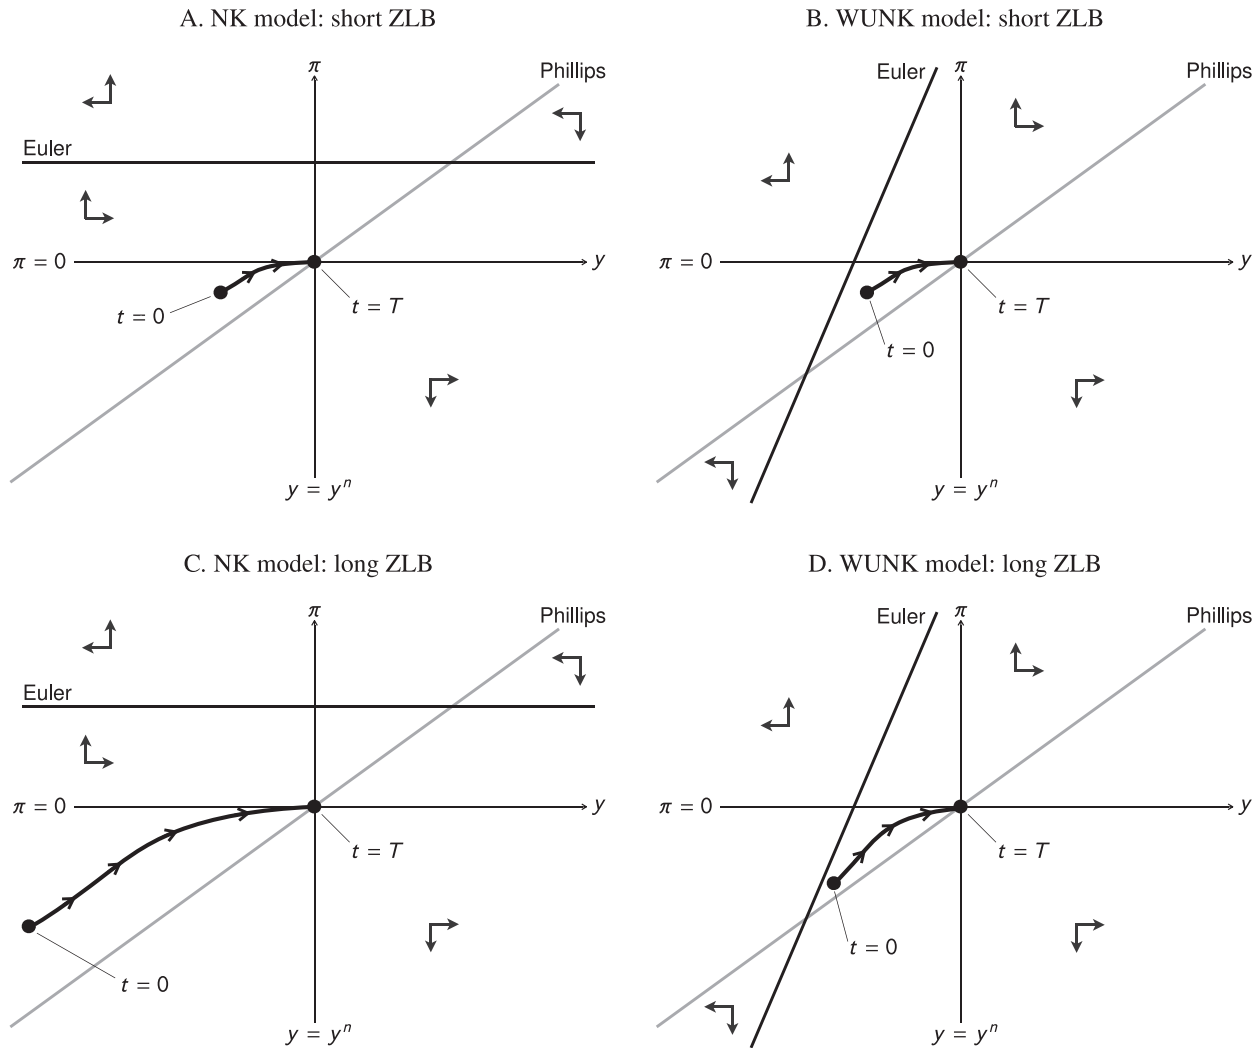 A. NK model: short ZLB
π
Phillips
Euler
π = 0
y
t = 0
t = T
y = yⁿ
B. WUNK model: short ZLB
Euler
π
Phillips
π = 0
y
t = T
t = 0
y = yⁿ
C. NK model: long ZLB
π
Phillips
Euler
π = 0
y
t = T
t = 0
y = yⁿ
D. WUNK model: long ZLB
Euler
π
Phillips
π = 0
y
t = T
t = 0
y = yⁿ